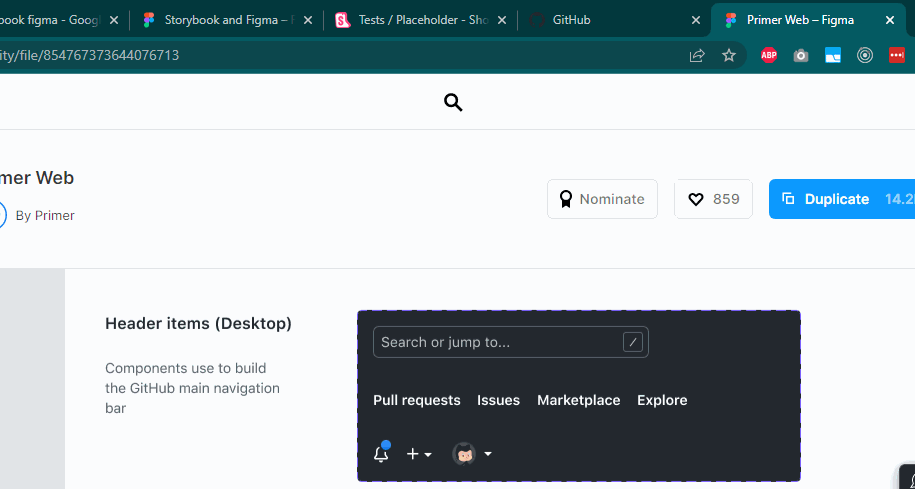 book figma - Goog
Storybook and Figma –
Tests / Placeholder - Sho
GitHub
Primer Web – Figma
ity/file/854767373644076713
ABP
mer Web
By Primer
Nominate
859
Duplicate 14.2
Header items (Desktop)
Components use to build
the GitHub main navigation
bar
Search or jump to... /
Pull requests Issues Marketplace Explore